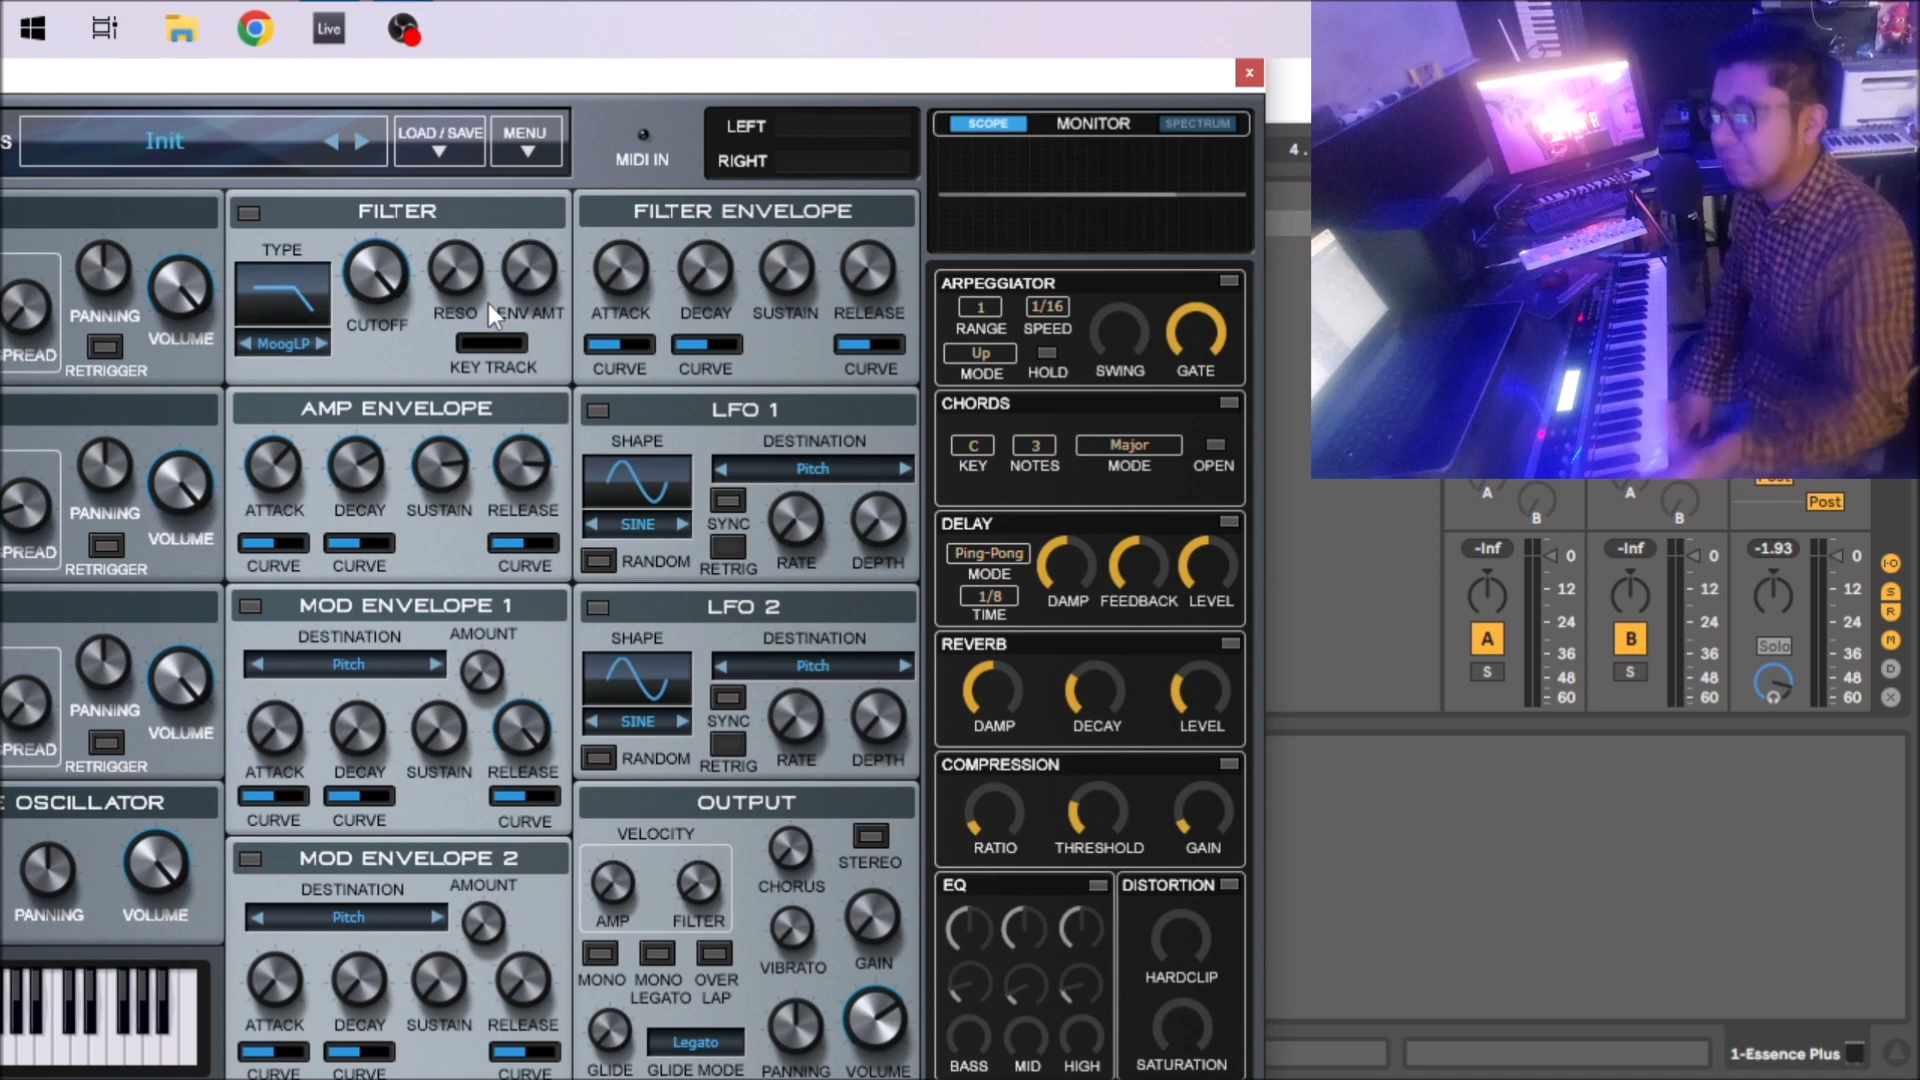 Live
x
S
Init
LOAD / SAVE
MENU
MIDI IN
LEFT
RIGHT
SCOPE
MONITOR
SPECTRUM
4.
PANNING
VOLUME
PREAD
RETRIGGER
FILTER
TYPE
MoogLP
CUTOFF
RESO
ENV AMT
KEY TRACK
FILTER ENVELOPE
ATTACK
DECAY
SUSTAIN
RELEASE
CURVE
CURVE
CURVE
ARPEGGIATOR
1
1/16
RANGE
SPEED
Up
MODE
HOLD
SWING
GATE
PANNING
VOLUME
PREAD
RETRIGGER
AMP ENVELOPE
ATTACK
DECAY
SUSTAIN
RELEASE
CURVE
CURVE
CURVE
LFO 1
SHAPE
DESTINATION
Pitch
SINE
SYNC
RANDOM
RETRIG
RATE
DEPTH
CHORDS
C
3
Major
KEY
NOTES
MODE
OPEN
DELAY
Ping-Pong
MODE
1/8
TIME
DAMP
FEEDBACK
LEVEL
PANNING
VOLUME
PREAD
RETRIGGER
MOD ENVELOPE 1
DESTINATION
AMOUNT
Pitch
ATTACK
DECAY
SUSTAIN
RELEASE
CURVE
CURVE
CURVE
LFO 2
SHAPE
DESTINATION
Pitch
SINE
SYNC
RANDOM
RETRIG
RATE
DEPTH
REVERB
DAMP
DECAY
LEVEL
COMPRESSION
RATIO
THRESHOLD
GAIN
E OSCILLATOR
PANNING
VOLUME
MOD ENVELOPE 2
DESTINATION
AMOUNT
Pitch
ATTACK
DECAY
SUSTAIN
RELEASE
CURVE
CURVE
CURVE
OUTPUT
VELOCITY
AMP
FILTER
CHORUS
STEREO
MONO
MONO
LEGATO
OVER
LAP
VIBRATO
GAIN
GLIDE
Legato
GLIDE MODE
PANNING
VOLUME
EQ
BASS
MID
HIGH
DISTORTION
HARDCLIP
SATURATION
A
B
A
B
Post
Post
-Inf
0
12
24
36
48
60
A
S
-Inf
0
12
24
36
48
60
B
S
-1.93
0
12
24
36
48
60
Solo
I·O
S
R
M
D
X
1-Essence Plus